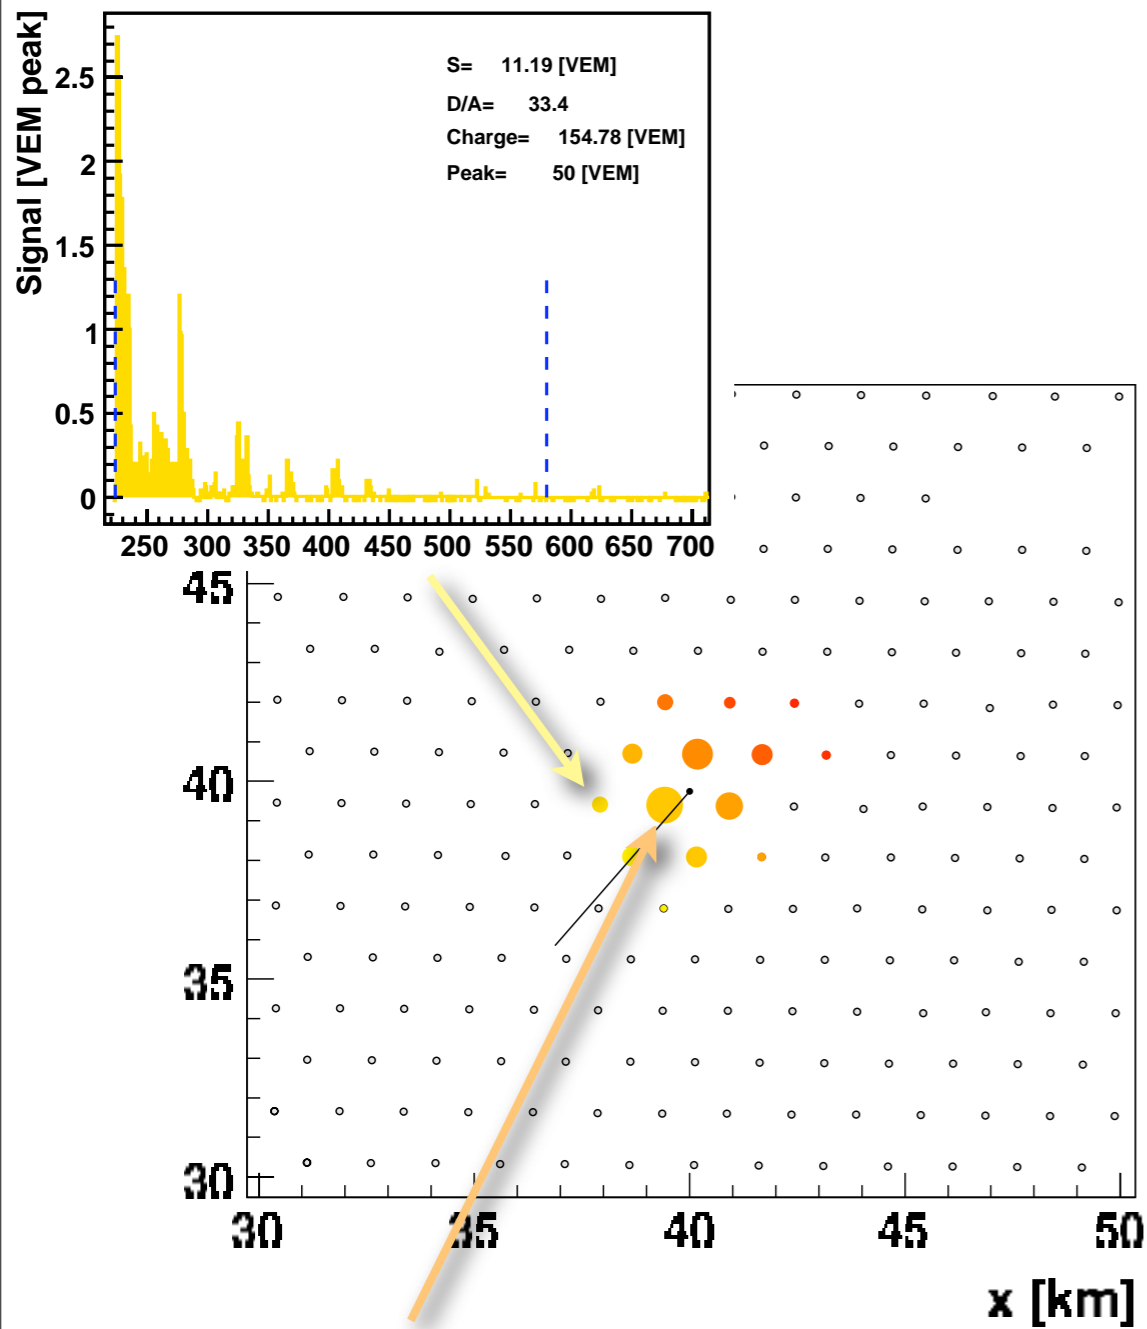 Signal [VEM peak]
S= 11.19 [VEM]
D/A= 33.4
Charge= 154.78 [VEM]
Peak= 50 [VEM]
2.5
2
1.5
1
0.5
0
250 300 350 400 450 500 550 600 650 700
45
40
35
30
30 35 40 45 50
x [km]